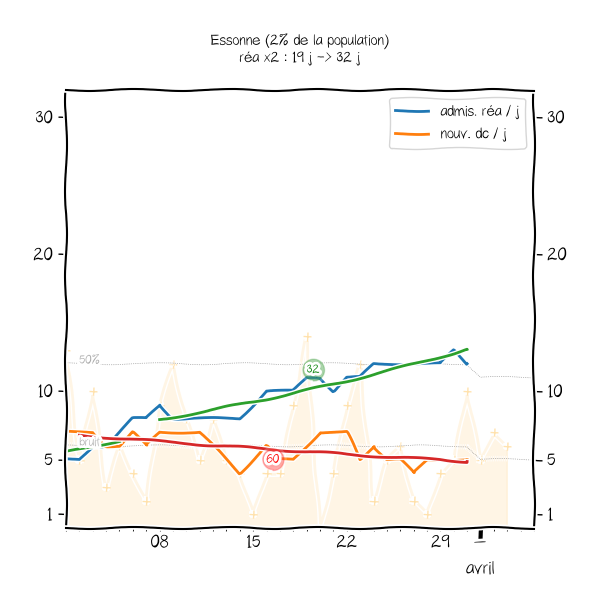 Essonne (2% de la population)
réa x2 : 19 j -> 32 j
admis. réa / j
nouv. dc / j
30
30
20
20
50%
32
10
10
bruit
60
5
5
1
1
08
15
22
29
avril